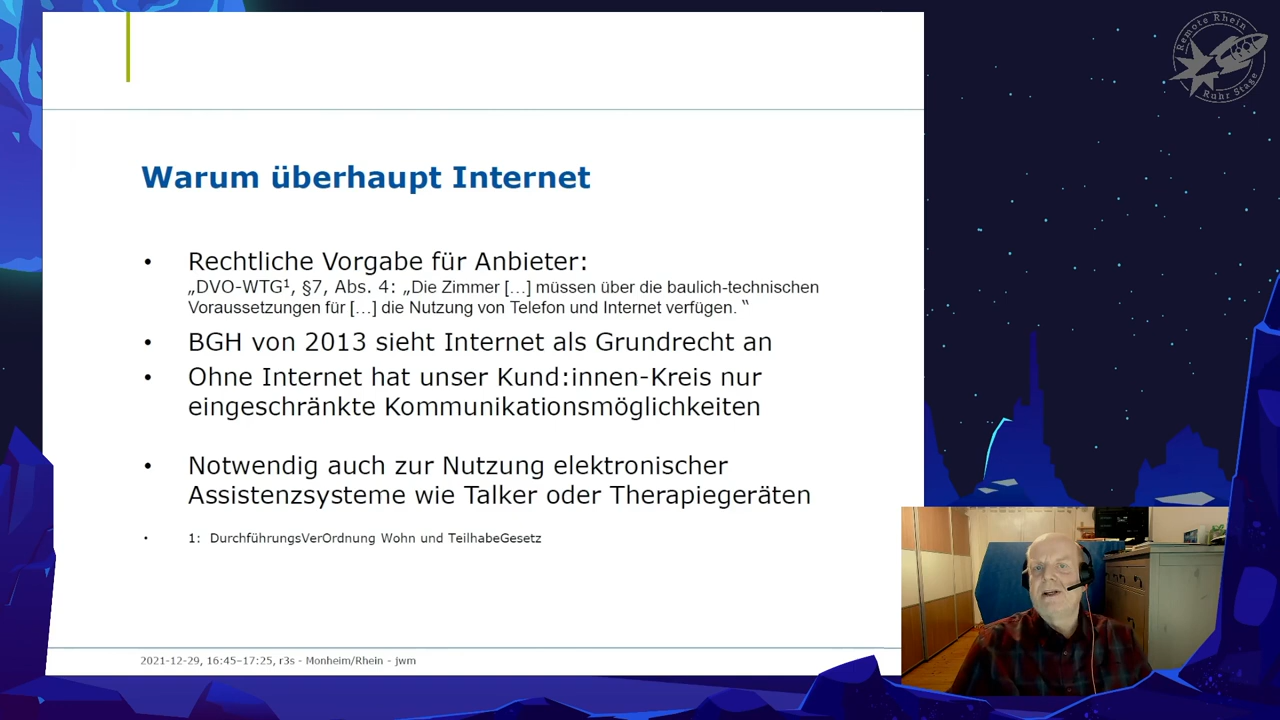 Remote Rhein
Ruhr Stage
Warum überhaupt Internet
• Rechtliche Vorgabe für Anbieter:
„DVO-WTG¹, §7, Abs. 4: „Die Zimmer [...] müssen über die baulich-technischen
Voraussetzungen für [...] die Nutzung von Telefon und Internet verfügen. “
• BGH von 2013 sieht Internet als Grundrecht an
• Ohne Internet hat unser Kund:innen-Kreis nur
eingeschränkte Kommunikationsmöglichkeiten
• Notwendig auch zur Nutzung elektronischer
Assistenzsysteme wie Talker oder Therapiegeräten
• 1: DurchführungsVerOrdnung Wohn und TeilhabeGesetz
2021-12-29, 16:45–17:25, r3s - Monheim/Rhein - jwm